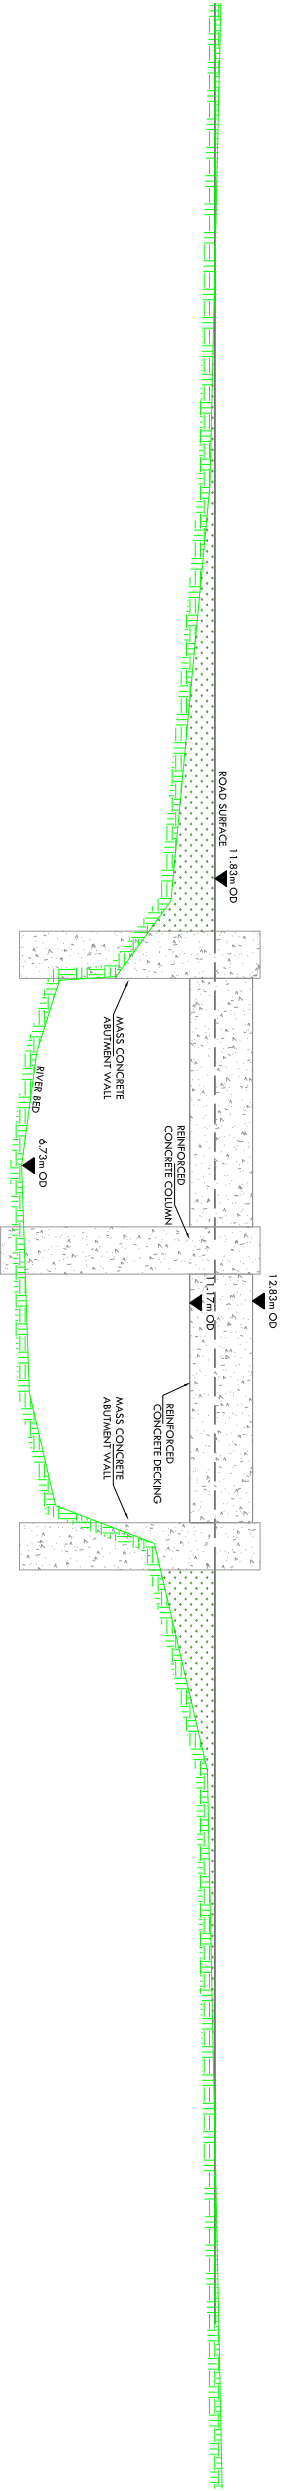 11.83m OD
ROAD SURFACE
MASS CONCRETE
ABUTMENT WALL
RIVER BED
6.73m OD
REINFORCED
CONCRETE COLUMN
12.83m OD
11.17m OD
REINFORCED
CONCRETE DECKING
MASS CONCRETE
ABUTMENT WALL